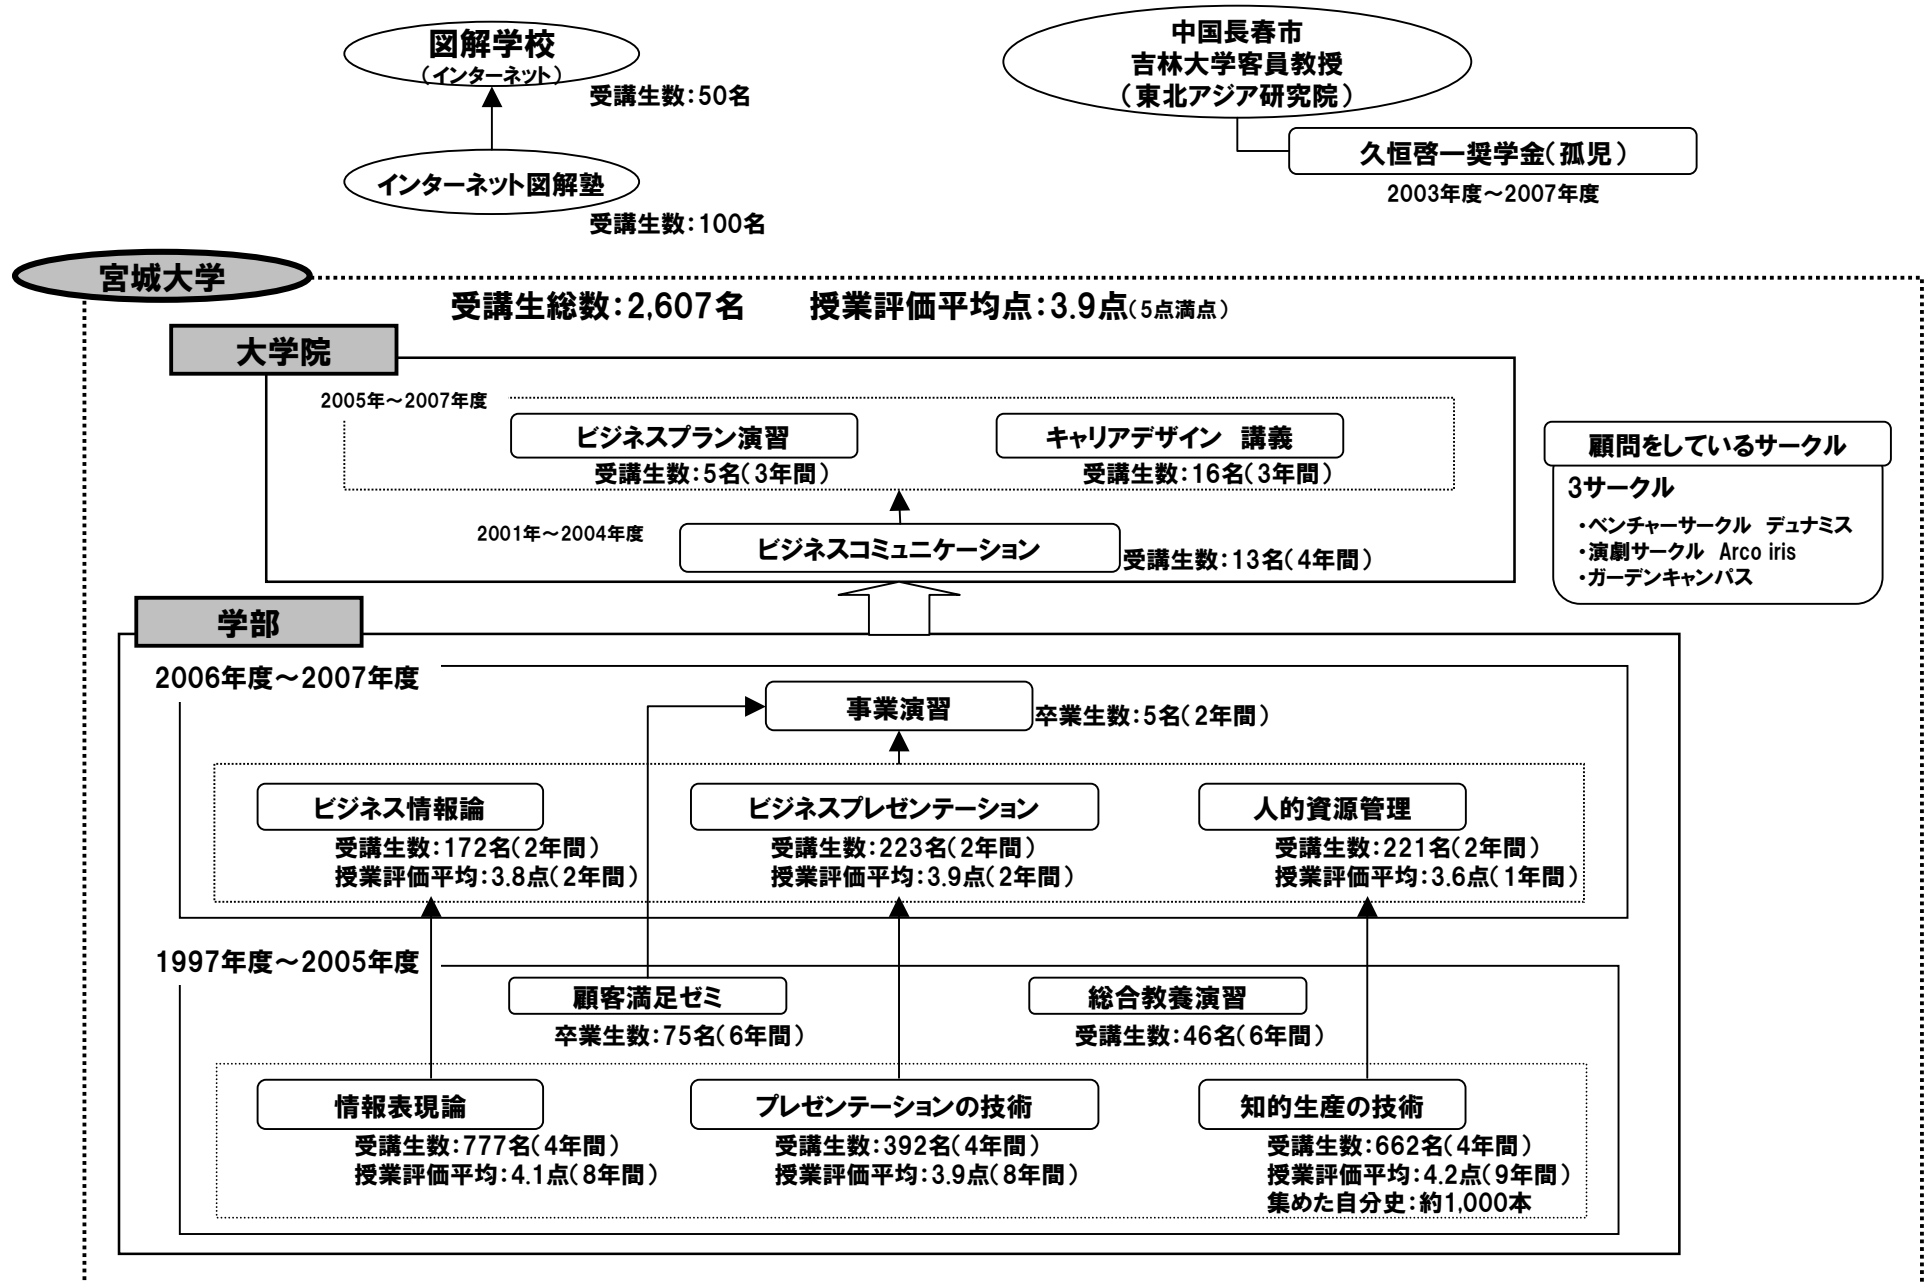 図解学校
（インターネット）
受講生数：50名
インターネット図解塾
受講生数：100名
中国長春市
吉林大学客員教授
（東北アジア研究院）
久恒啓一奨学金（孤児）
2003年度～2007年度
宮城大学
受講生総数：2,607名　授業評価平均点：3.9点（5点満点）
大学院
2005年～2007年度
ビジネスプラン演習
受講生数：5名（3年間）
キャリアデザイン　講義
受講生数：16名（3年間）
2001年～2004年度
ビジネスコミュニケーション
受講生数：13名（4年間）
顧問をしているサークル
3サークル
・ベンチャーサークル　デュナミス
・演劇サークル　Arco iris
・ガーデンキャンパス
学部
2006年度～2007年度
事業演習
卒業生数：5名（2年間）
ビジネス情報論
受講生数：172名（2年間）
授業評価平均：3.8点（2年間）
ビジネスプレゼンテーション
受講生数：223名（2年間）
授業評価平均：3.9点（2年間）
人的資源管理
受講生数：221名（2年間）
授業評価平均：3.6点（1年間）
1997年度～2005年度
顧客満足ゼミ
卒業生数：75名（6年間）
総合教養演習
受講生数：46名（6年間）
情報表現論
受講生数：777名（4年間）
授業評価平均：4.1点（8年間）
プレゼンテーションの技術
受講生数：392名（4年間）
授業評価平均：3.9点（8年間）
知的生産の技術
受講生数：662名（4年間）
授業評価平均：4.2点（9年間）
集めた自分史：約1,000本